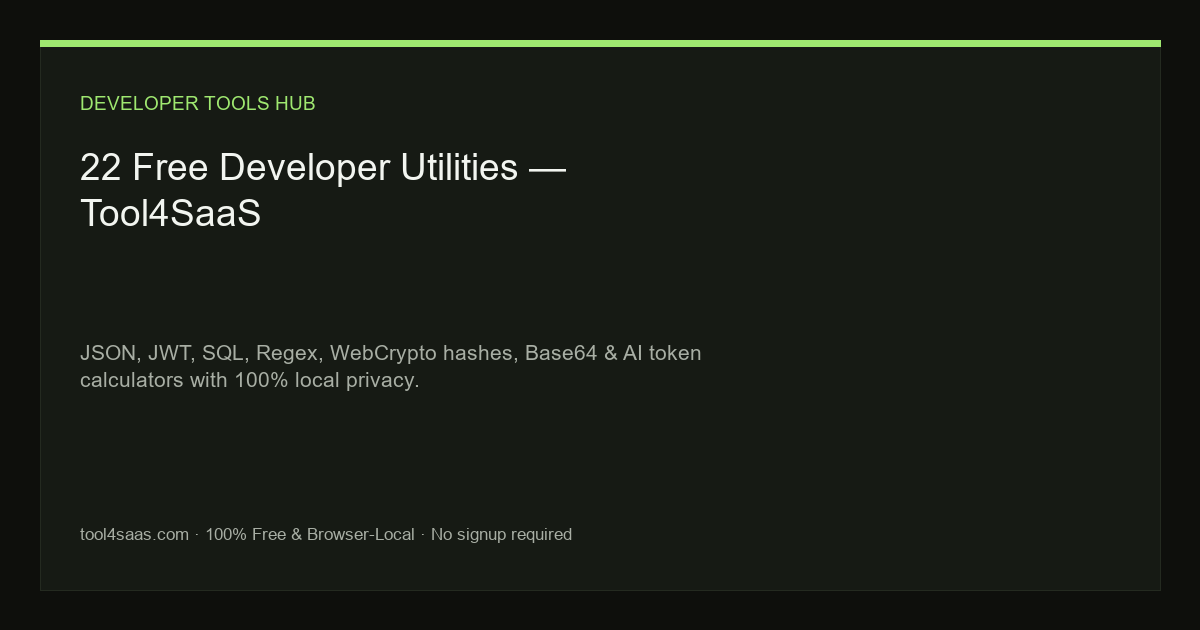 DEVELOPER TOOLS HUB
22 Free Developer Utilities —
Tool4SaaS
JSON, JWT, SQL, Regex, WebCrypto hashes, Base64 & AI token
calculators with 100% local privacy.
tool4saas.com · 100% Free & Browser-Local · No signup required